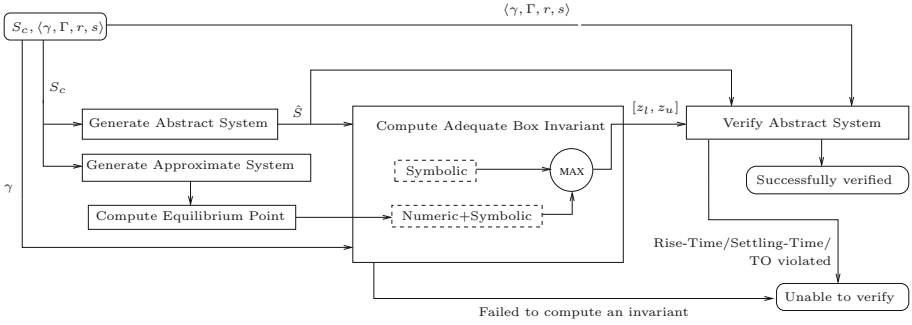 ⟨γ, Γ, r, s⟩
S_c, ⟨γ, Γ, r, s⟩
S_c
Ŝ
[z_l, z_u]
Generate Abstract System
Compute Adequate Box Invariant
Verify Abstract System
Generate Approximate System
Symbolic
MAX
Successfully verified
γ
Compute Equilibrium Point
Numeric+Symbolic
Rise-Time/Settling-Time/
TO violated
Unable to verify
Failed to compute an invariant